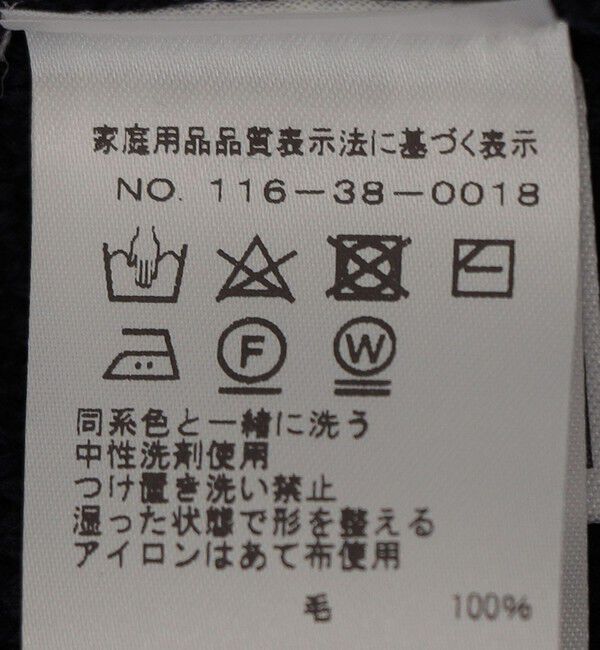 家庭用品品質表示法に基づく表示
NO. 116-38-0018
F W
同系色と一緒に洗う
中性洗剤使用
つけ置き洗い禁止
湿った状態で形を整える
アイロンはあて布使用
毛 100%